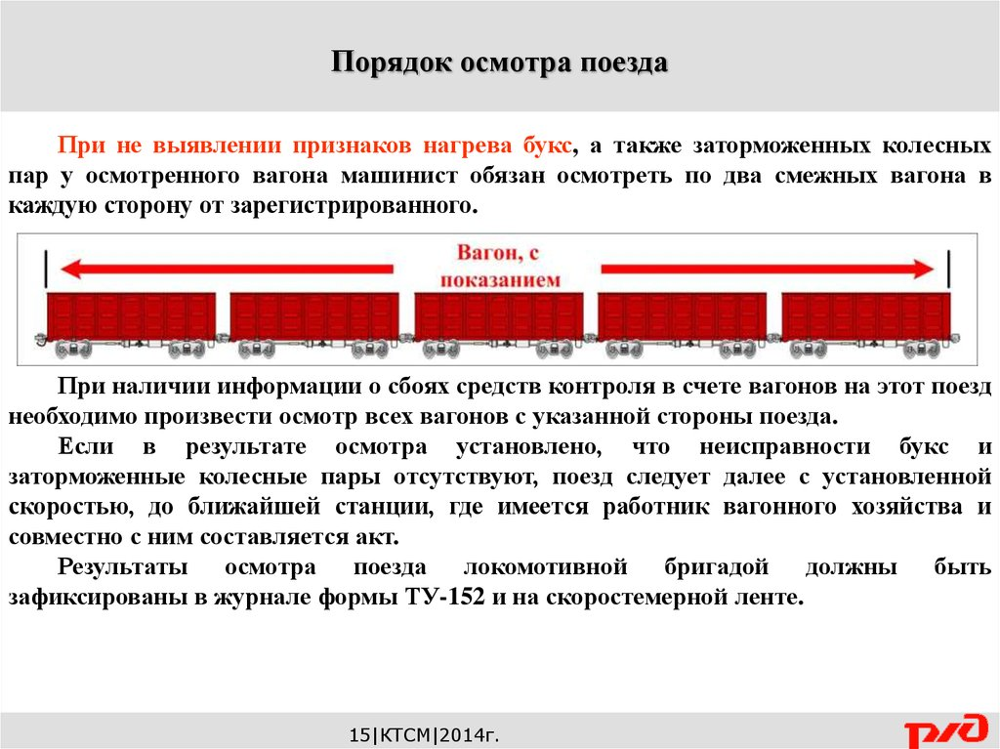 Порядок осмотра поезда
При не выявлении признаков нагрева букс, а также заторможенных колесных
пар у осмотренного вагона машинист обязан осмотреть по два смежных вагона в
каждую сторону от зарегистрированного.
Вагон, с
показанием
При наличии информации о сбоях средств контроля в счете вагонов на этот поезд
необходимо произвести осмотр всех вагонов с указанной стороны поезда.
Если в результате осмотра установлено, что неисправности букс и
заторможенные колесные пары отсутствуют, поезд следует далее с установленной
скоростью, до ближайшей станции, где имеется работник вагонного хозяйства и
совместно с ним составляется акт.
Результаты осмотра поезда локомотивной бригадой должны быть
зафиксированы в журнале формы ТУ-152 и на скоростемерной ленте.
15|КТСМ|2014г.
РЖД